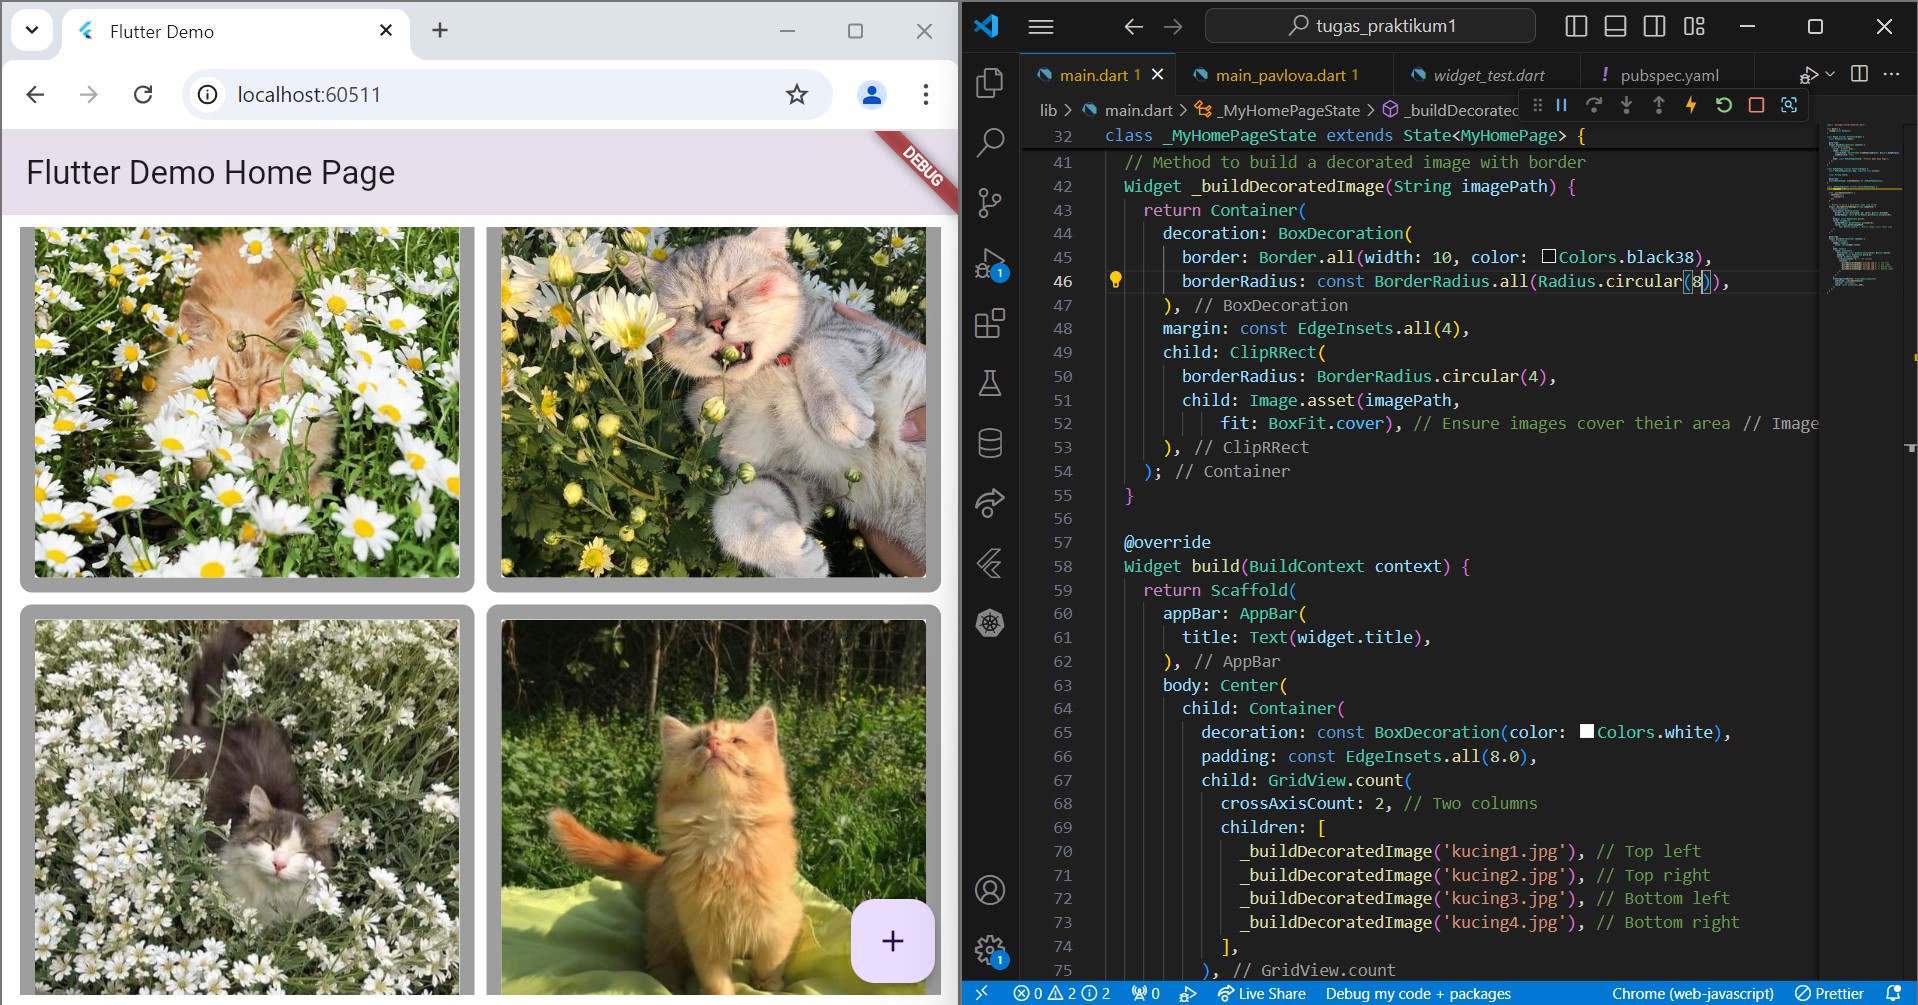 Flutter Demo
localhost:60511
Flutter Demo Home Page
DEBUG
tugas_praktikum1
main.dart 1
main_pavlova.dart 1
widget_test.dart
! pubspec.yaml
lib > main.dart > _MyHomePageState > _buildDecorated
32 class _MyHomePageState extends State<MyHomePage> {
41 // Method to build a decorated image with border
42 Widget _buildDecoratedImage(String imagePath) {
43 return Container(
44 decoration: BoxDecoration(
45 border: Border.all(width: 10, color: Colors.black38),
46 borderRadius: const BorderRadius.all(Radius.circular(8)),
47 ), // BoxDecoration
48 margin: const EdgeInsets.all(4),
49 child: ClipRRect(
50 borderRadius: BorderRadius.circular(4),
51 child: Image.asset(imagePath,
52 fit: BoxFit.cover), // Ensure images cover their area // Image
53 ), // ClipRRect
54 ); // Container
55 }
56
57 @override
58 Widget build(BuildContext context) {
59 return Scaffold(
60 appBar: AppBar(
61 title: Text(widget.title),
62 ), // AppBar
63 body: Center(
64 child: Container(
65 decoration: const BoxDecoration(color: Colors.white),
66 padding: const EdgeInsets.all(8.0),
67 child: GridView.count(
68 crossAxisCount: 2, // Two columns
69 children: [
70 _buildDecoratedImage('kucing1.jpg'), // Top left
71 _buildDecoratedImage('kucing2.jpg'), // Top right
72 _buildDecoratedImage('kucing3.jpg'), // Bottom left
73 _buildDecoratedImage('kucing4.jpg'), // Bottom right
74 ],
75 ), // GridView.count
1
1
0 2 2 0 Live Share Debug my code + packages Chrome (web-javascript) Prettier